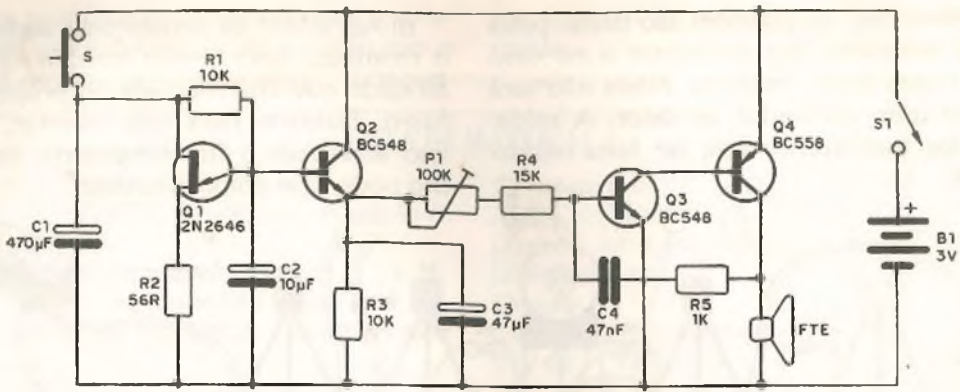 S
R1
10K
Q1
2N2646
C1
470µF
R2
56R
C2
10µF
Q2
BC548
R3
10K
C3
47µF
P1
100K
R4
15K
C4
47nF
Q3
BC548
R5
1K
Q4
BC558
FTE
S1
+
B1
3V